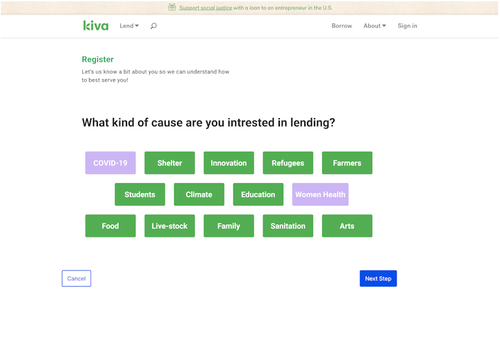 Support social justice with a loan to an entrepreneur in the U.S.
kiva Lend Borrow About Sign in
Register
Let's us know a bit about you so we can understand how
to best serve you!
What kind of cause are you intrested in lending?
COVID-19 Shelter Innovation Refugees Farmers
Students Climate Education Women Health
Food Live-stock Family Sanitation Arts
Cancel Next Step